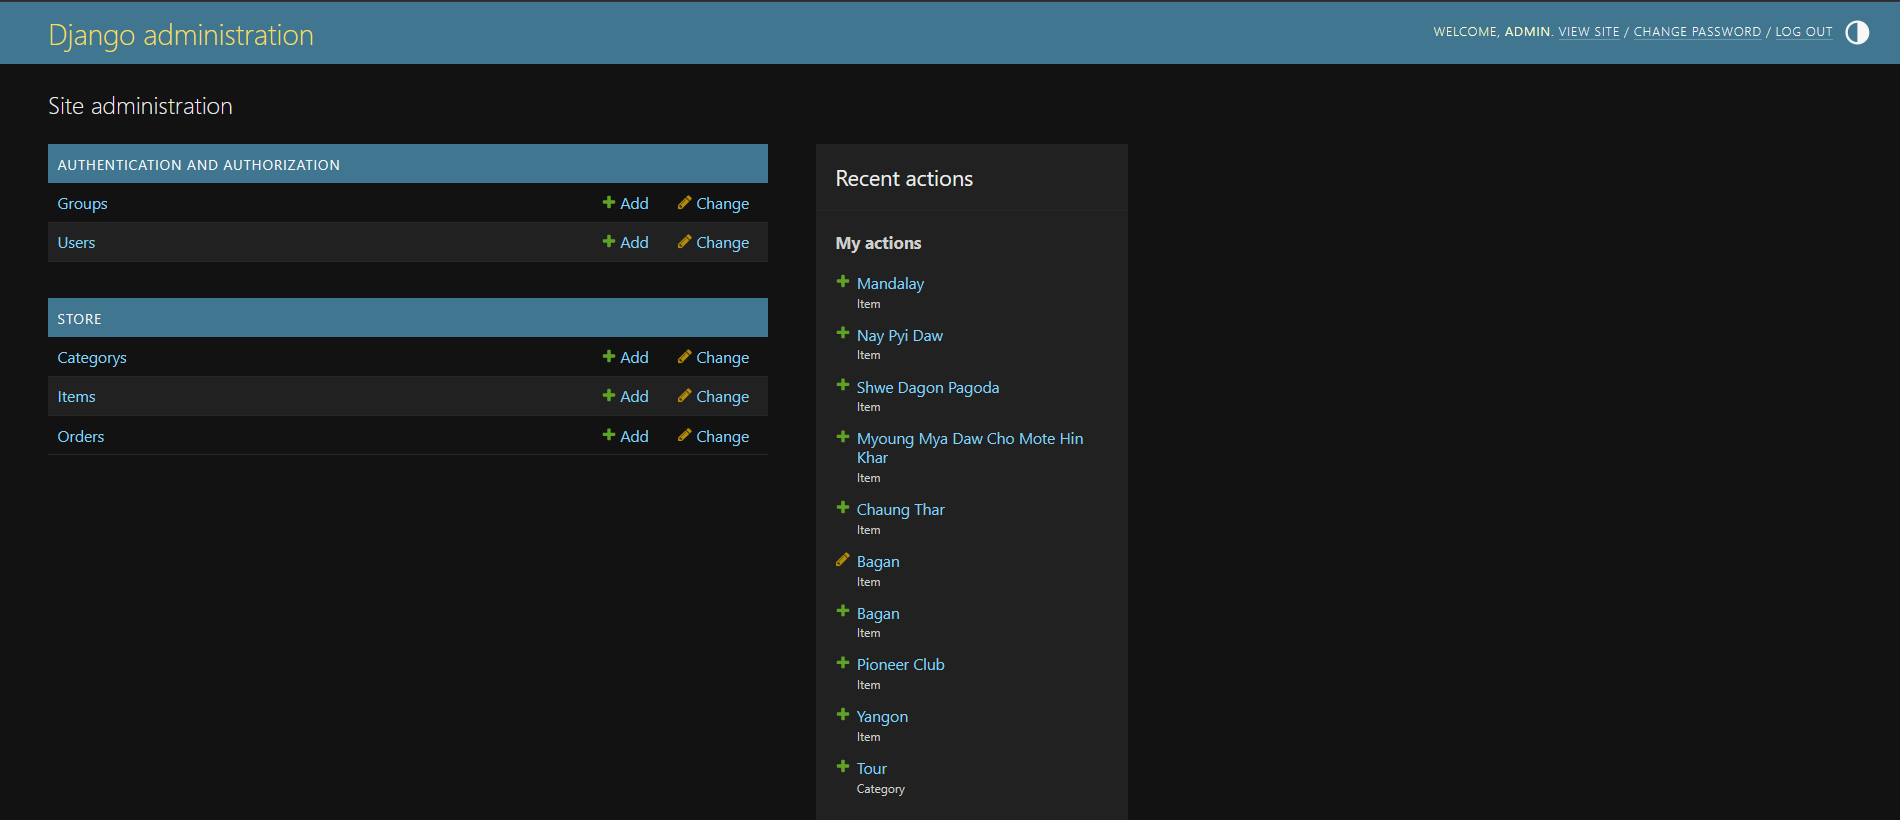 Django administration
WELCOME, ADMIN. VIEW SITE / CHANGE PASSWORD / LOG OUT
Site administration
AUTHENTICATION AND AUTHORIZATION
Groups Add Change
Users Add Change
STORE
Categorys Add Change
Items Add Change
Orders Add Change
Recent actions
My actions
Mandalay
Item
Nay Pyi Daw
Item
Shwe Dagon Pagoda
Item
Myoung Mya Daw Cho Mote Hin
Khar
Item
Chaung Thar
Item
Bagan
Item
Bagan
Item
Pioneer Club
Item
Yangon
Item
Tour
Category